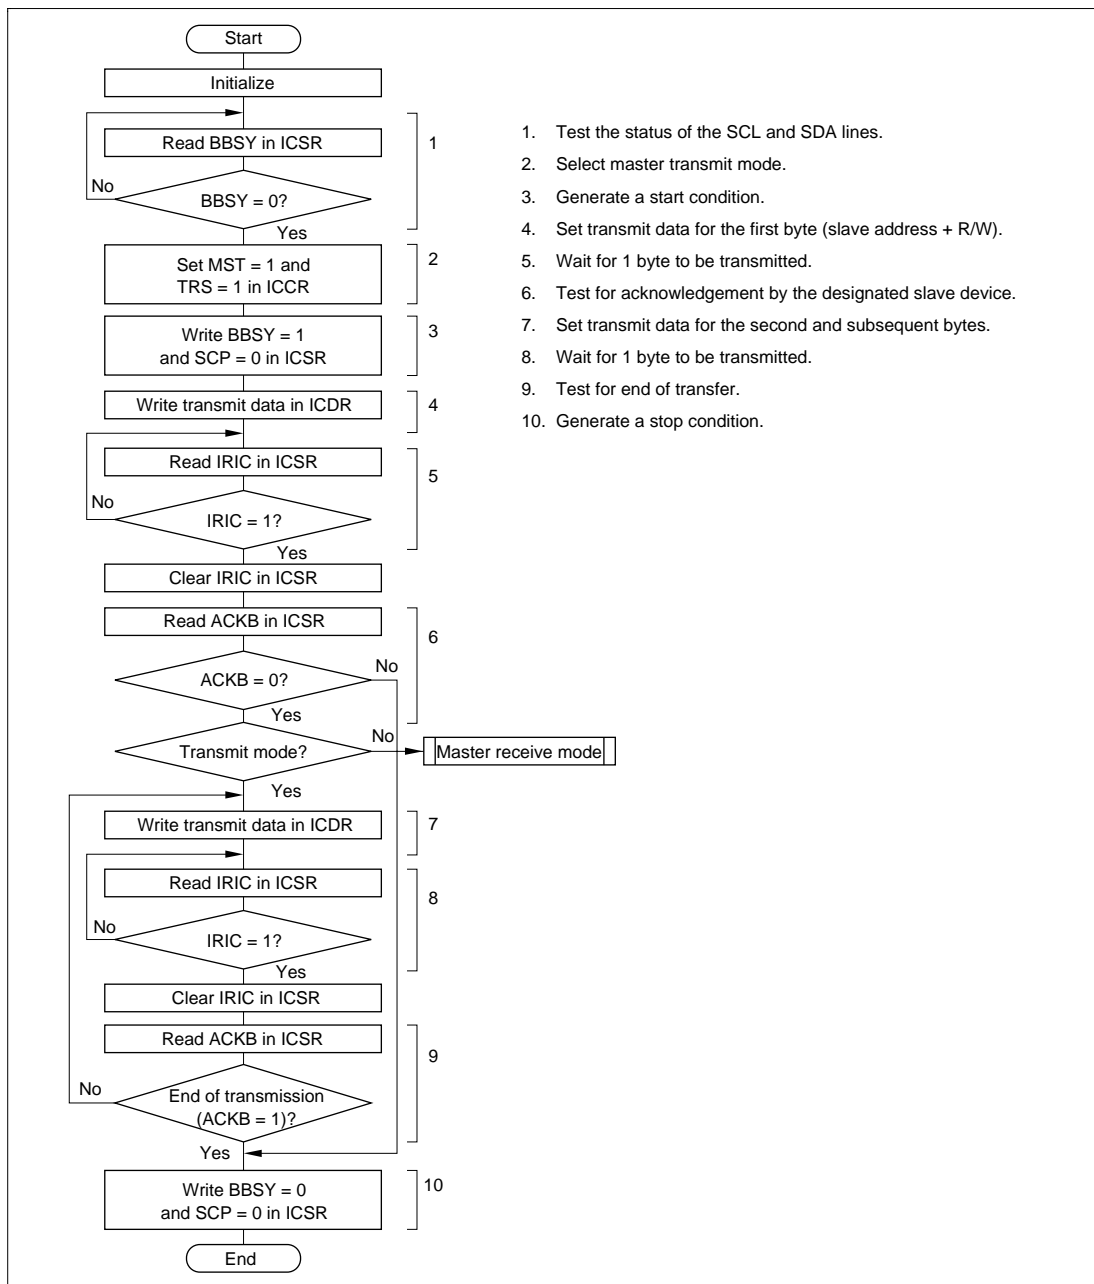 Start
Initialize
Read BBSY in ICSR
1
No
BBSY = 0?
Yes
Set MST = 1 and
TRS = 1 in ICCR
2
Write BBSY = 1
and SCP = 0 in ICSR
3
Write transmit data in ICDR
4
Read IRIC in ICSR
5
No
IRIC = 1?
Yes
Clear IRIC in ICSR
Read ACKB in ICSR
6
No
ACKB = 0?
Yes
No
Transmit mode?
Master receive mode
Yes
Write transmit data in ICDR
7
Read IRIC in ICSR
8
No
IRIC = 1?
Yes
Clear IRIC in ICSR
Read ACKB in ICSR
9
No
End of transmission
(ACKB = 1)?
Yes
Write BBSY = 0
and SCP = 0 in ICSR
10
End
1. Test the status of the SCL and SDA lines.
2. Select master transmit mode.
3. Generate a start condition.
4. Set transmit data for the first byte (slave address + R/W).
5. Wait for 1 byte to be transmitted.
6. Test for acknowledgement by the designated slave device.
7. Set transmit data for the second and subsequent bytes.
8. Wait for 1 byte to be transmitted.
9. Test for end of transfer.
10. Generate a stop condition.